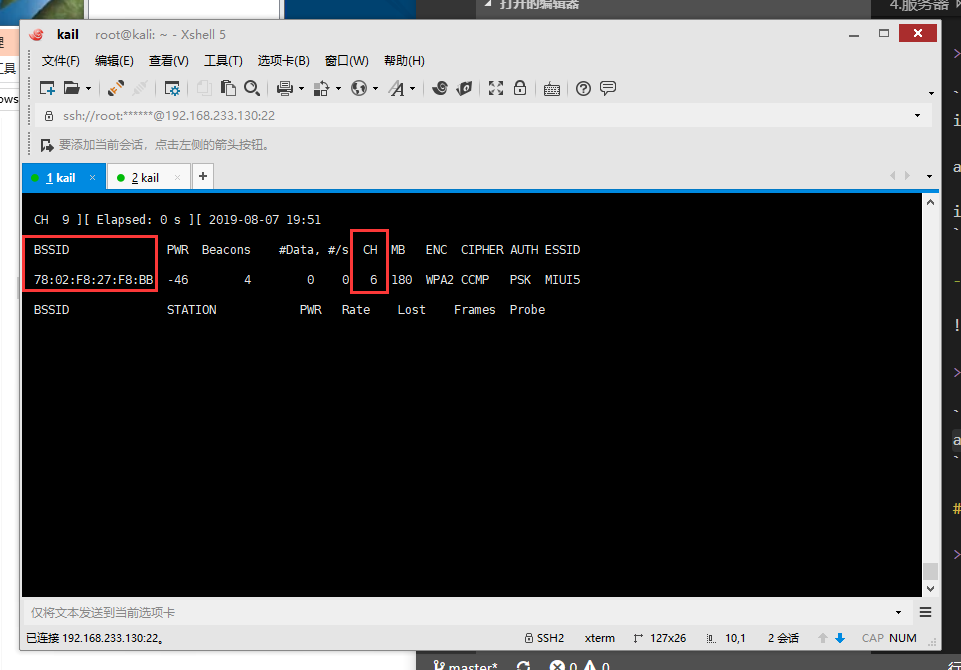 打开的编辑器
4.服务器
kail root@kali: ~ - Xshell 5
文件(F) 编辑(E) 查看(V) 工具(T) 选项卡(B) 窗口(W) 帮助(H)
ssh://root:******@192.168.233.130:22
要添加当前会话，点击左侧的箭头按钮。
1 kail × 2 kail × +
CH 9 ][ Elapsed: 0 s ][ 2019-08-07 19:51
BSSID PWR Beacons #Data, #/s CH MB ENC CIPHER AUTH ESSID
78:02:F8:27:F8:BB -46 4 0 0 6 180 WPA2 CCMP PSK MIUI5
BSSID STATION PWR Rate Lost Frames Probe
仅将文本发送到当前选项卡
已连接 192.168.233.130:22。 SSH2 xterm 127x26 10,1 2 会话 CAP NUM
master* 0 0 行